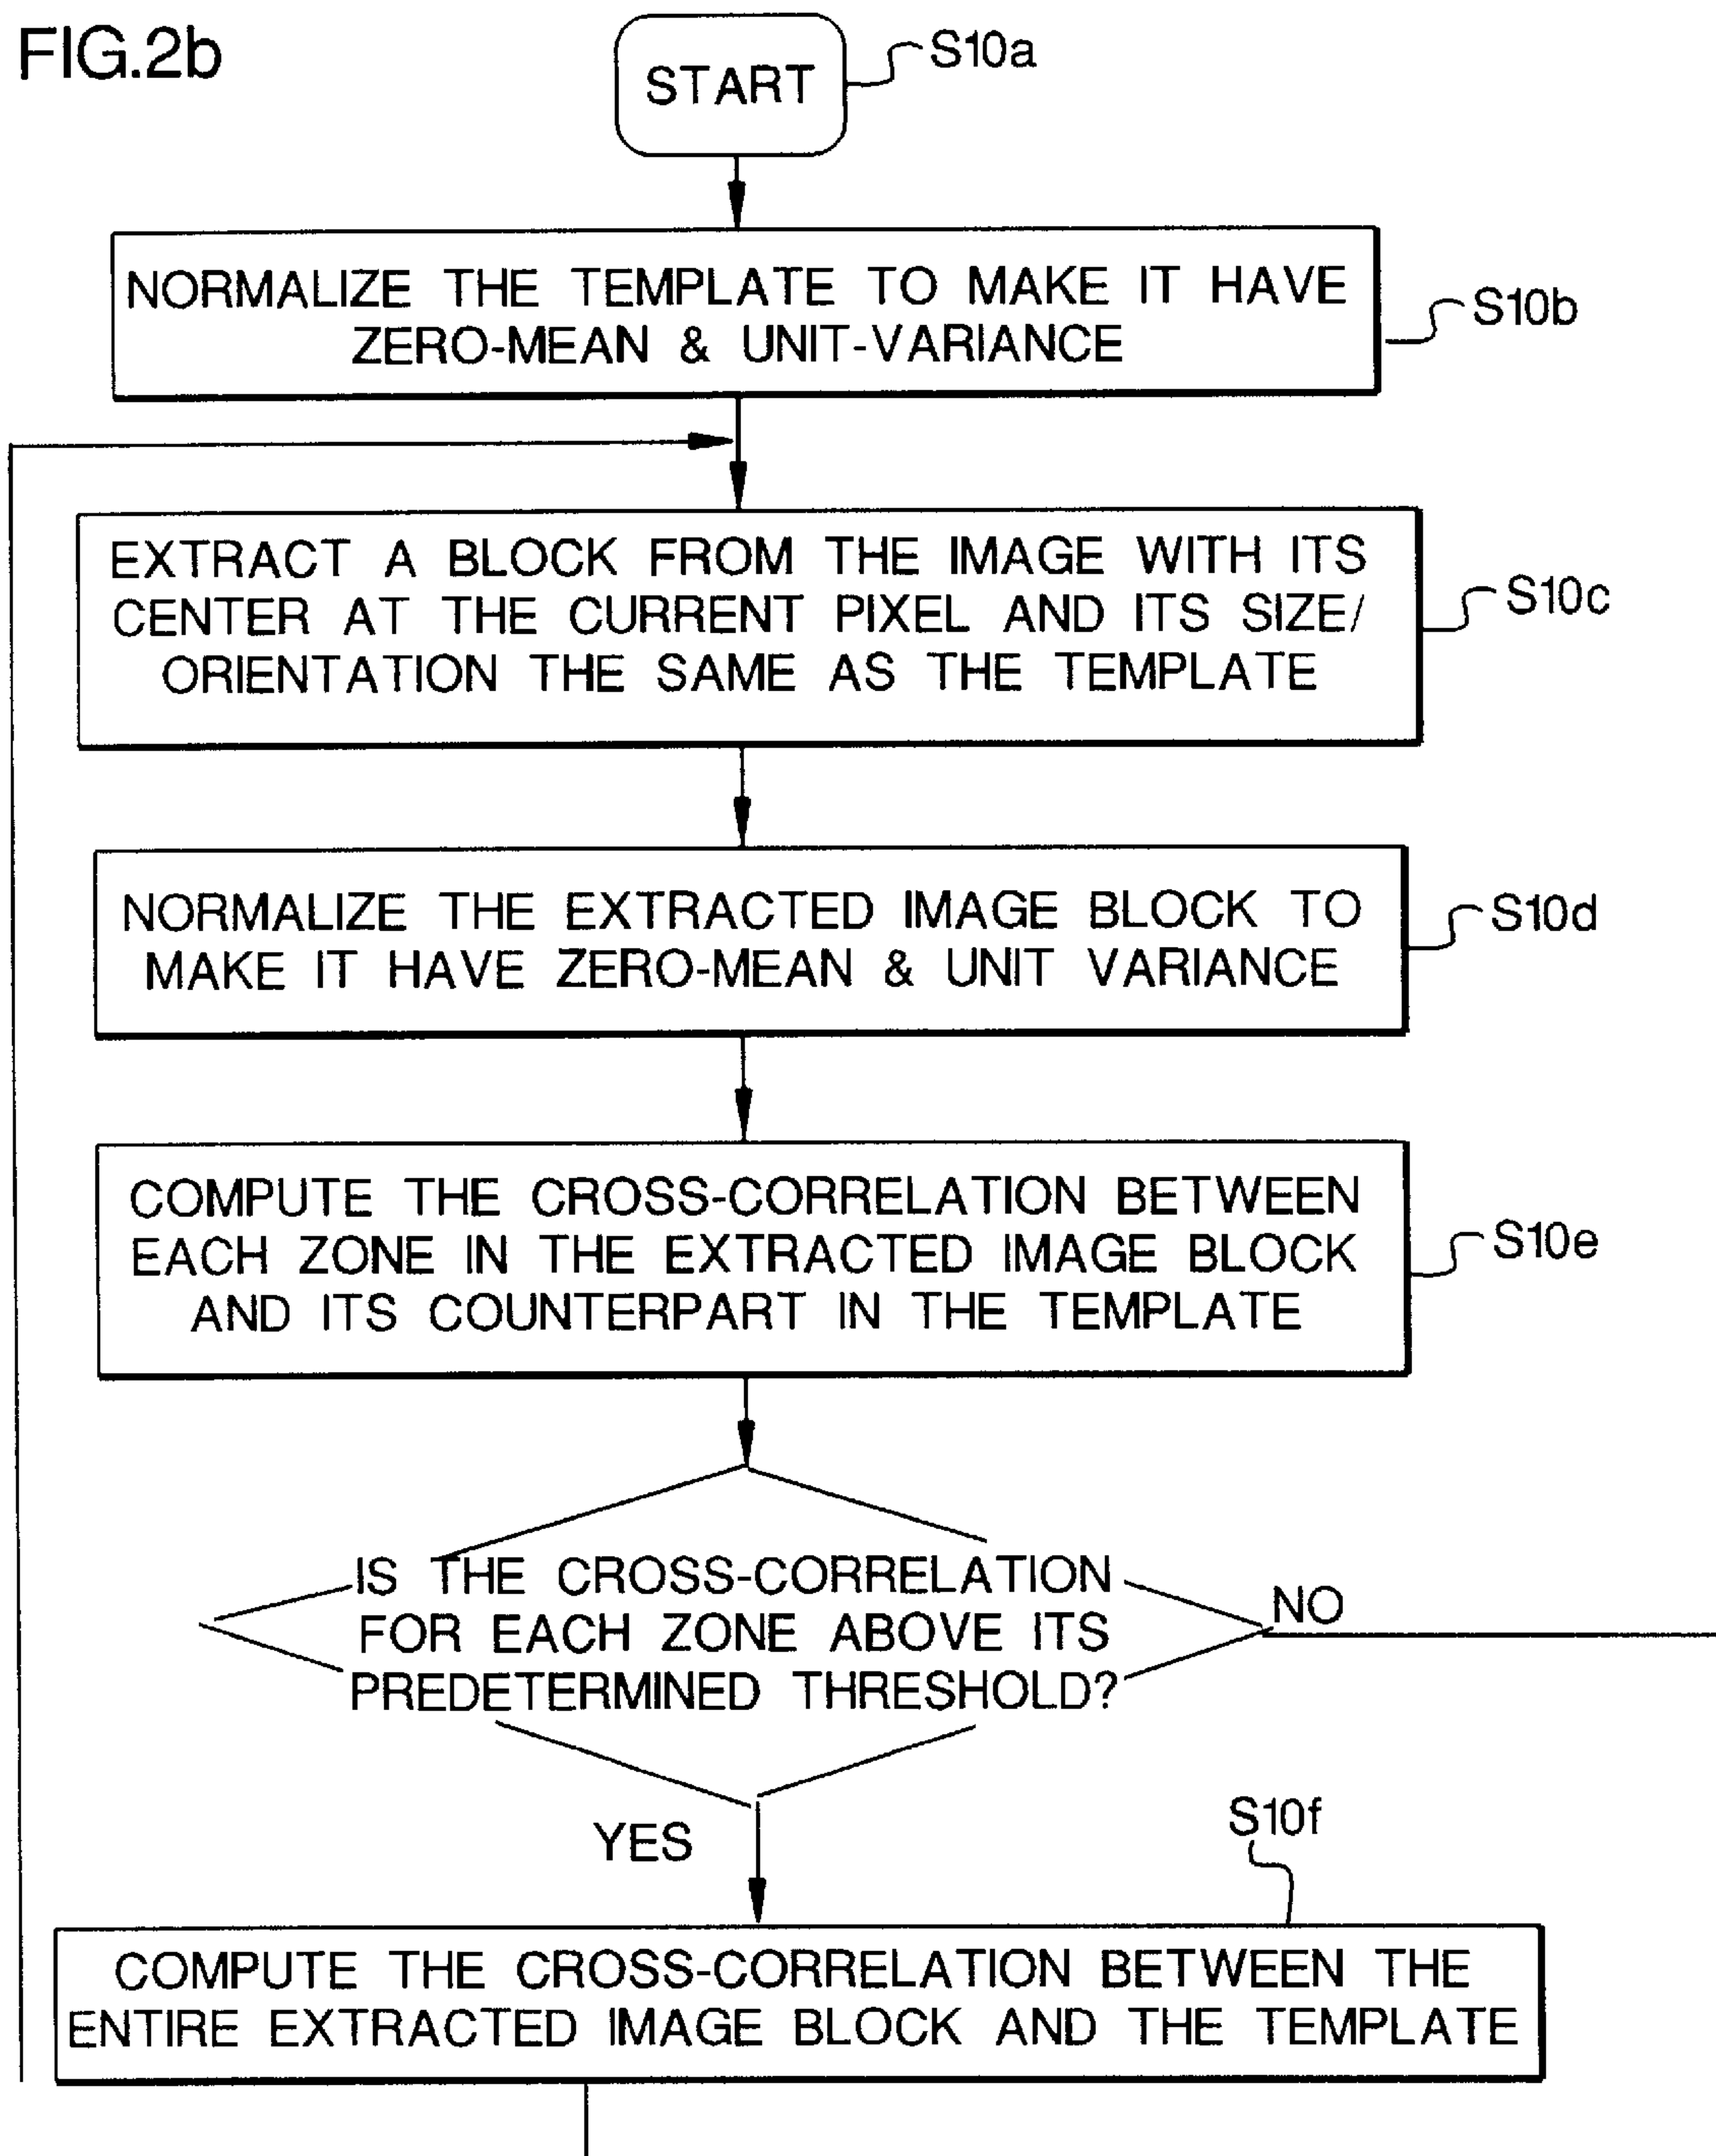 FIG.2b
START
S10a
NORMALIZE THE TEMPLATE TO MAKE IT HAVE
ZERO-MEAN & UNIT-VARIANCE
S10b
EXTRACT A BLOCK FROM THE IMAGE WITH ITS
CENTER AT THE CURRENT PIXEL AND ITS SIZE/
ORIENTATION THE SAME AS THE TEMPLATE
S10c
NORMALIZE THE EXTRACTED IMAGE BLOCK TO
MAKE IT HAVE ZERO-MEAN & UNIT VARIANCE
S10d
COMPUTE THE CROSS-CORRELATION BETWEEN
EACH ZONE IN THE EXTRACTED IMAGE BLOCK
AND ITS COUNTERPART IN THE TEMPLATE
S10e
IS THE CROSS-CORRELATION
FOR EACH ZONE ABOVE ITS
PREDETERMINED THRESHOLD?
NO
YES
S10f
COMPUTE THE CROSS-CORRELATION BETWEEN THE
ENTIRE EXTRACTED IMAGE BLOCK AND THE TEMPLATE